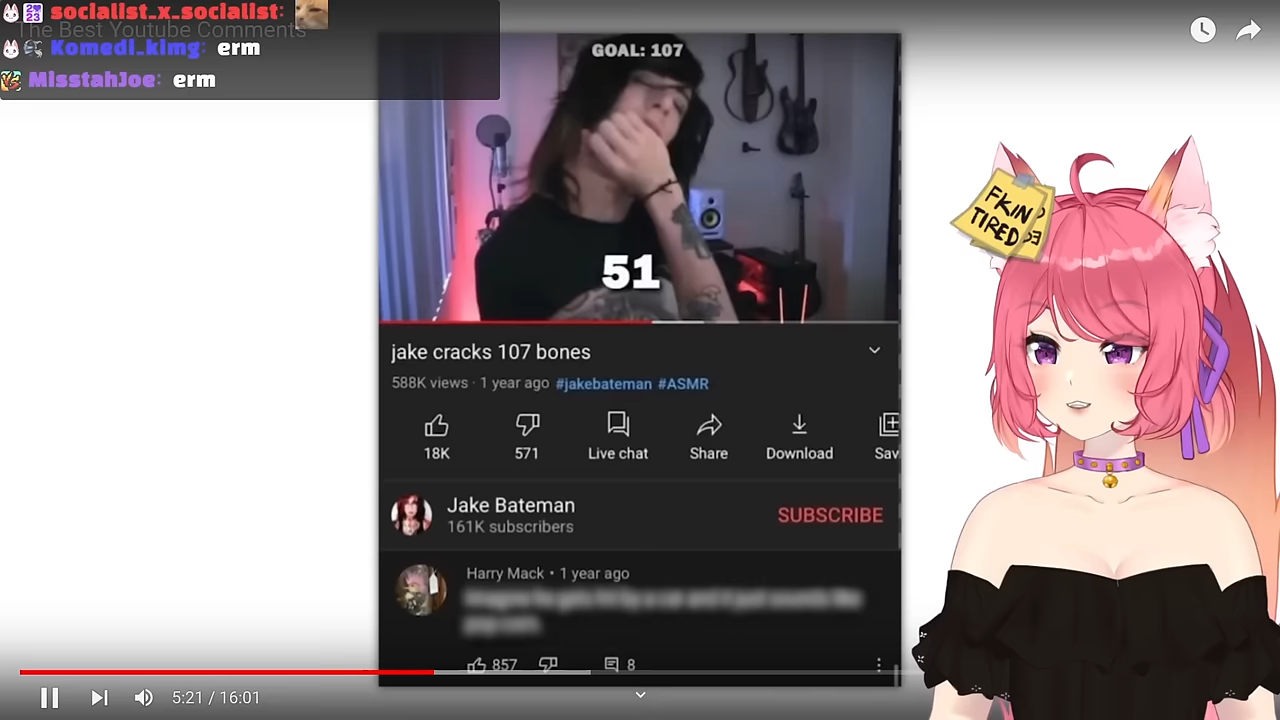 socialist_x_socialist:
The Best Youtube Comments
Komedi_kimg: erm
MisstahJoe: erm
GOAL: 107
51
FKIN
TIRED
jake cracks 107 bones
588K views · 1 year ago #jakebateman #ASMR
18K
571
Live chat
Share
Download
Sav
Jake Bateman
161K subscribers
SUBSCRIBE
Harry Mack • 1 year ago
857
8
5:21 / 16:01